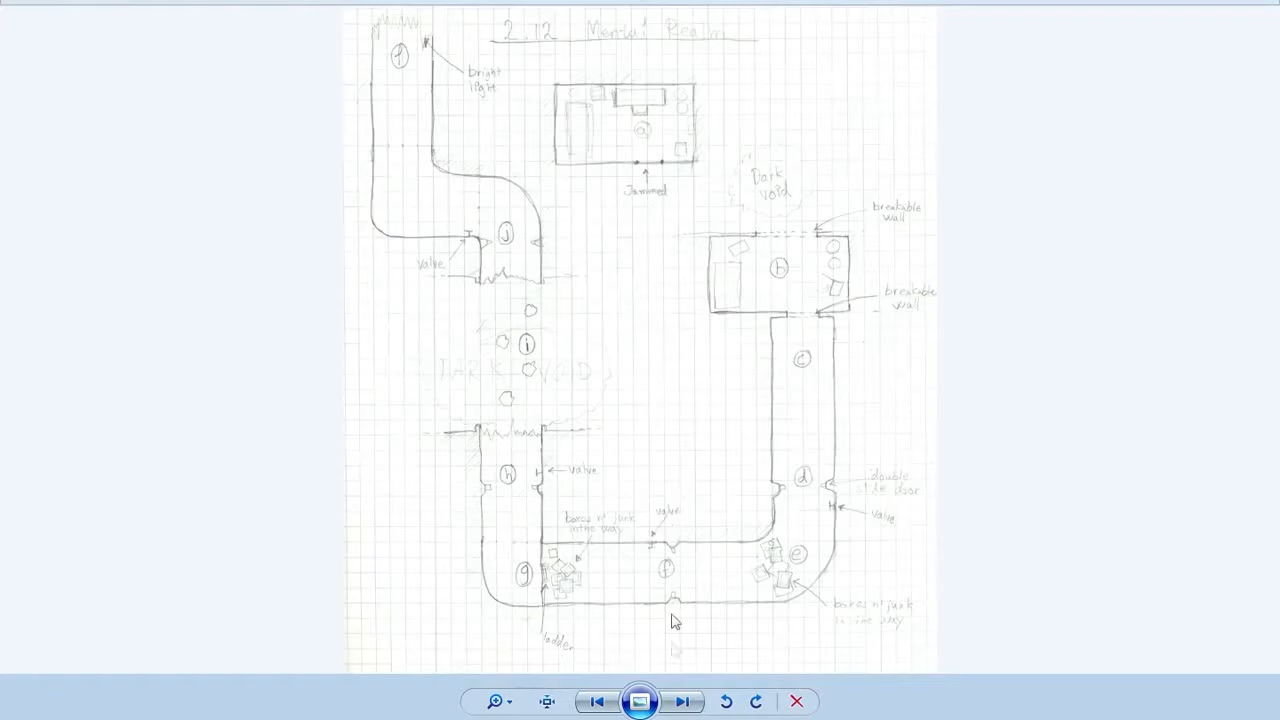 2.12 Mental Realm
f
bright
light
a
Jammed
Dark
void
breakable
wall
j
valve
b
breakable
wall
i
c
DARK VOID
h
valve
d
double
side door
valve
boxes n' junk
in the way
valve
g
f
e
boxes n' junk
in the way
ladder